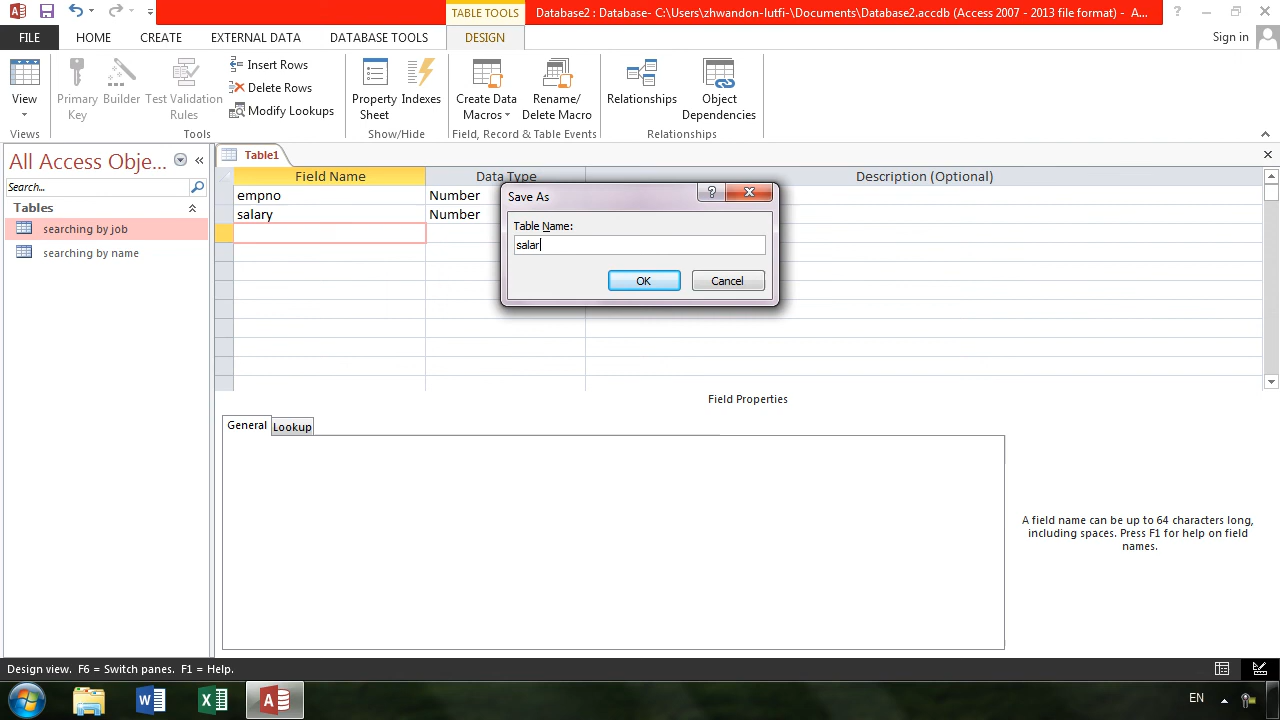 TABLE TOOLS
Database2 : Database- C:\Users\zhwandon-lutfi-\Documents\Database2.accdb (Access 2007 - 2013 file format) - A...
FILE HOME CREATE EXTERNAL DATA DATABASE TOOLS DESIGN Sign in
View
Primary Key
Builder
Test Validation Rules
Insert Rows
Delete Rows
Modify Lookups
Property Sheet
Indexes
Create Data Macros
Rename/ Delete Macro
Relationships
Object Dependencies
Views Tools Show/Hide Field, Record & Table Events Relationships
All Access Obje...
Search...
Tables
searching by job
searching by name
Table1
Field Name Data Type Description (Optional)
empno Number
salary Number
Save As
Table Name:
salar
OK Cancel
Field Properties
General Lookup
A field name can be up to 64 characters long,
including spaces. Press F1 for help on field
names.
Design view. F6 = Switch panes. F1 = Help.
EN